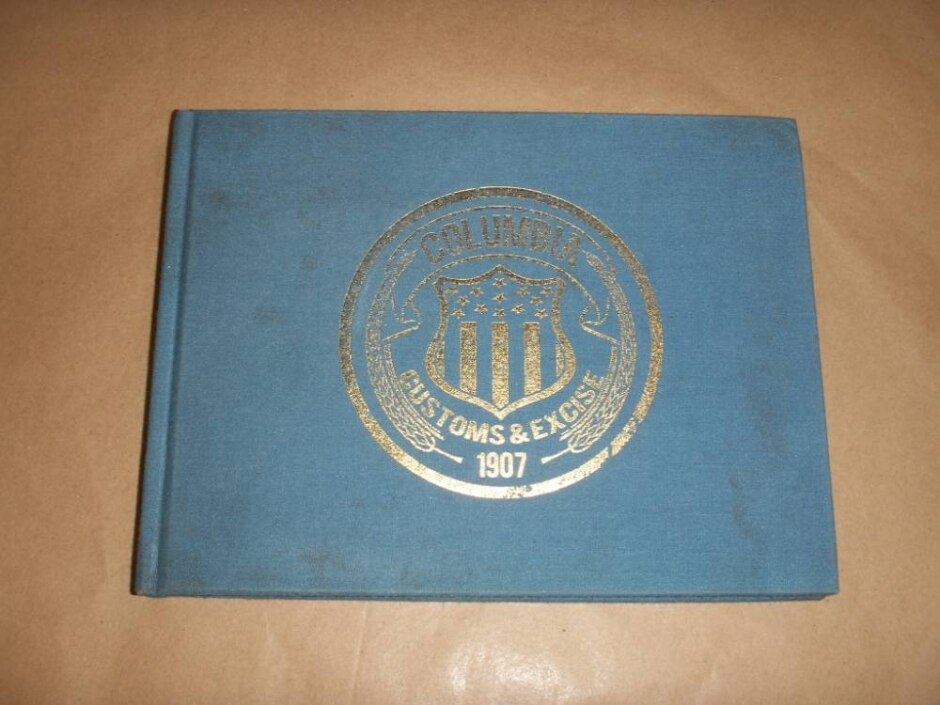 COLUMBIA
CUSTOMS & EXCISE
1907